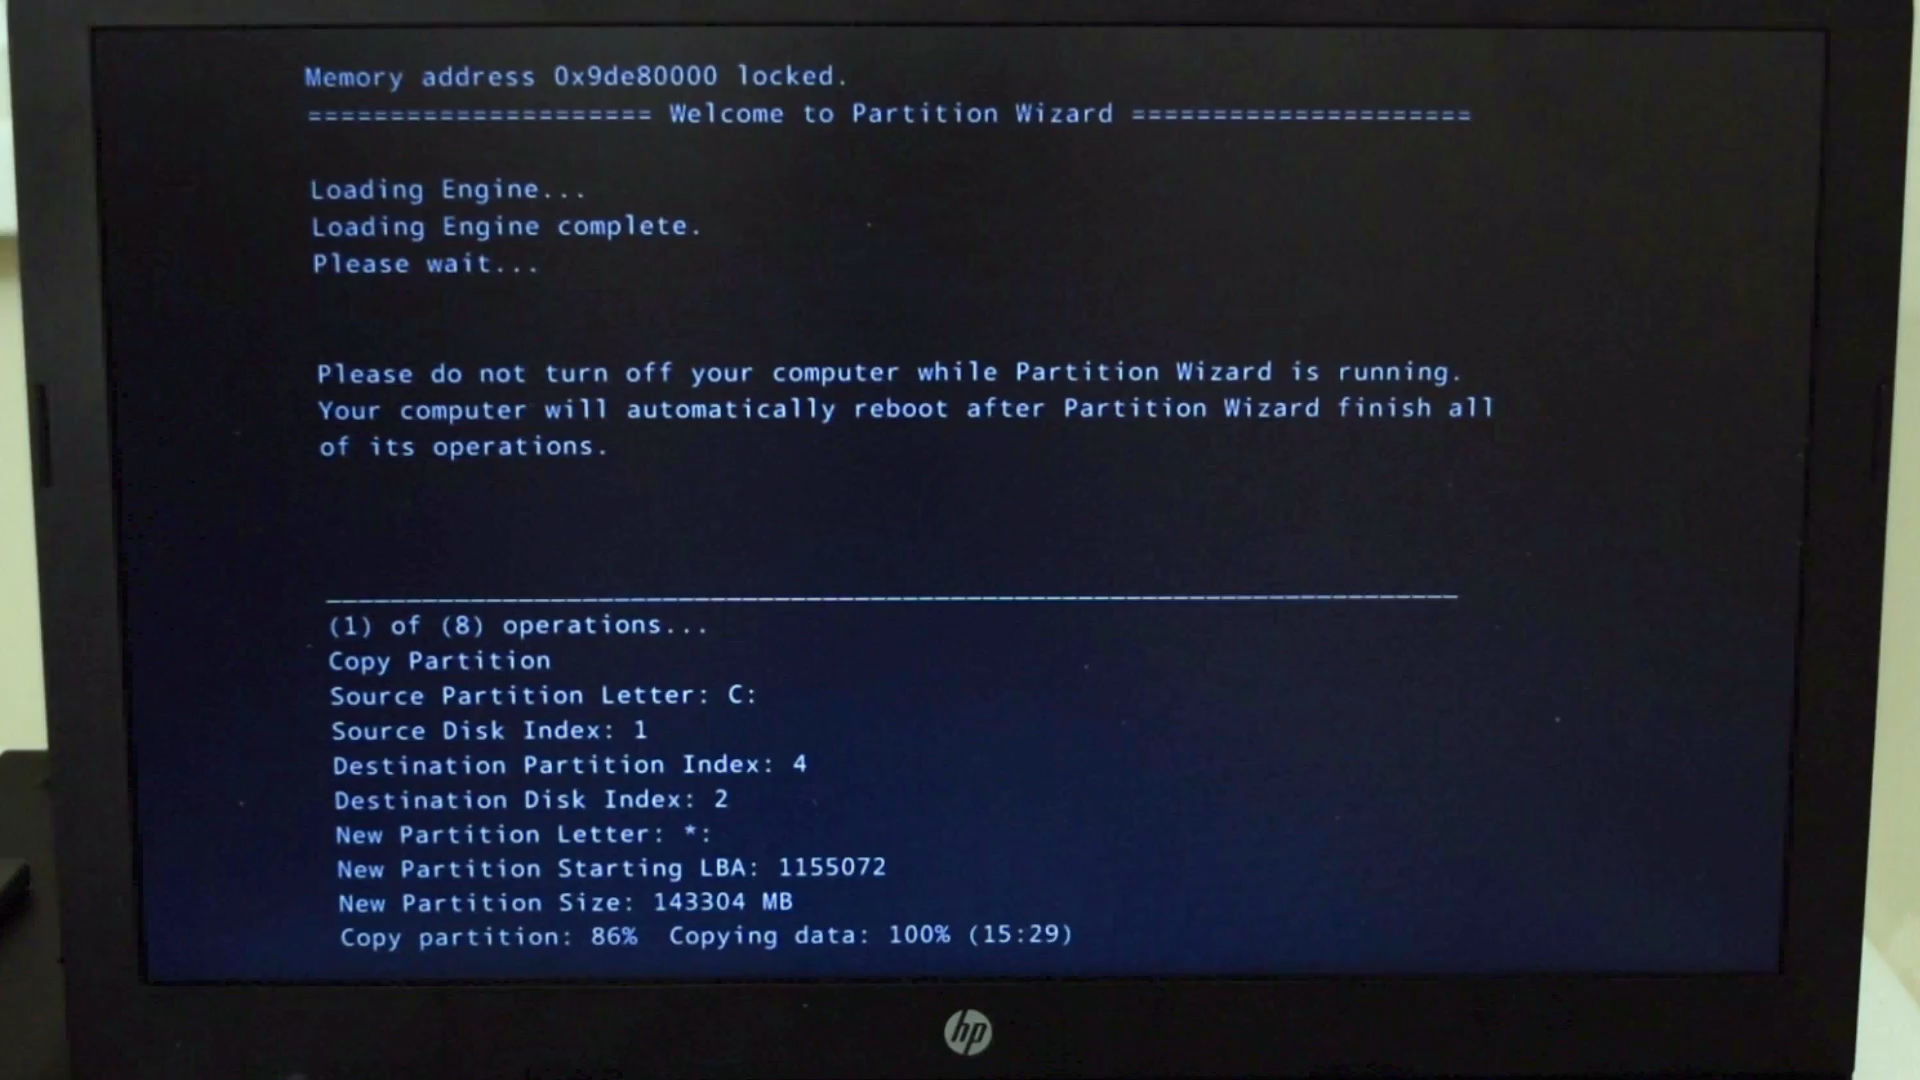 Memory address 0x9de80000 locked.
===================== Welcome to Partition Wizard =====================
Loading Engine...
Loading Engine complete.
Please wait...
Please do not turn off your computer while Partition Wizard is running.
Your computer will automatically reboot after Partition Wizard finish all
of its operations.
(1) of (8) operations...
Copy Partition
Source Partition Letter: C:
Source Disk Index: 1
Destination Partition Index: 4
Destination Disk Index: 2
New Partition Letter: *:
New Partition Starting LBA: 1155072
New Partition Size: 143304 MB
Copy partition: 86%  Copying data: 100% (15:29)
hp